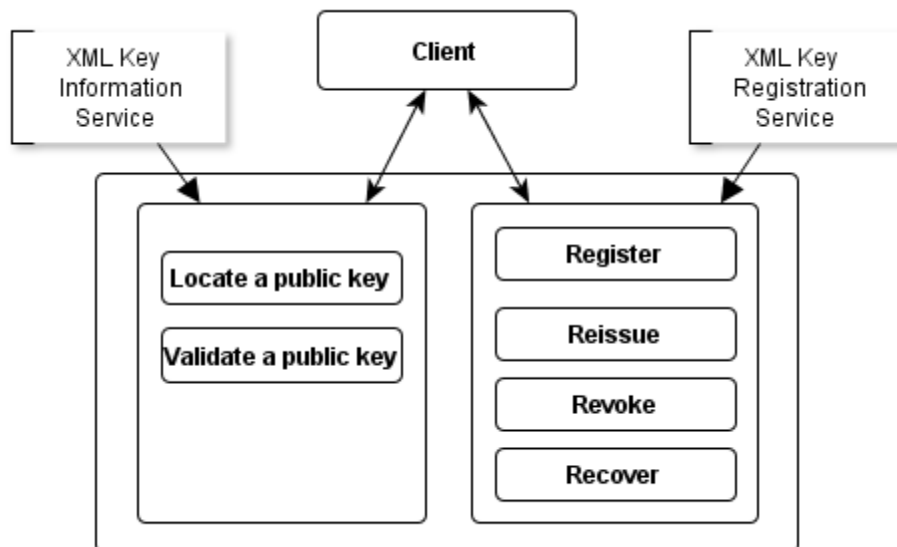 XML Key
Information
Service
Client
XML Key
Registration
Service
Locate a public key
Validate a public key
Register
Reissue
Revoke
Recover